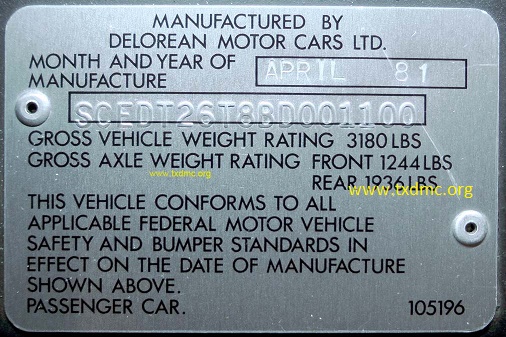 MANUFACTURED BY
DELOREAN MOTOR CARS LTD.
MONTH AND YEAR OF
MANUFACTURE APRIL 81
SCEDT26T8BD001100
GROSS VEHICLE WEIGHT RATING 3180 LBS
GROSS AXLE WEIGHT RATING FRONT 1244 LBS
www.txdmc.org
REAR 1936 LBS
www.txdmc.org
THIS VEHICLE CONFORMS TO ALL
APPLICABLE FEDERAL MOTOR VEHICLE
SAFETY AND BUMPER STANDARDS IN
EFFECT ON THE DATE OF MANUFACTURE
SHOWN ABOVE.
PASSENGER CAR. 105196